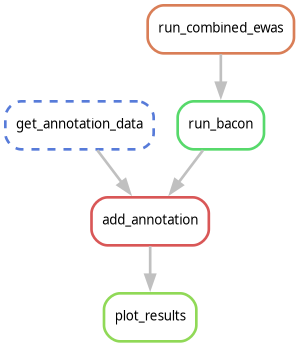 run_combined_ewas
get_annotation_data
run_bacon
add_annotation
plot_results